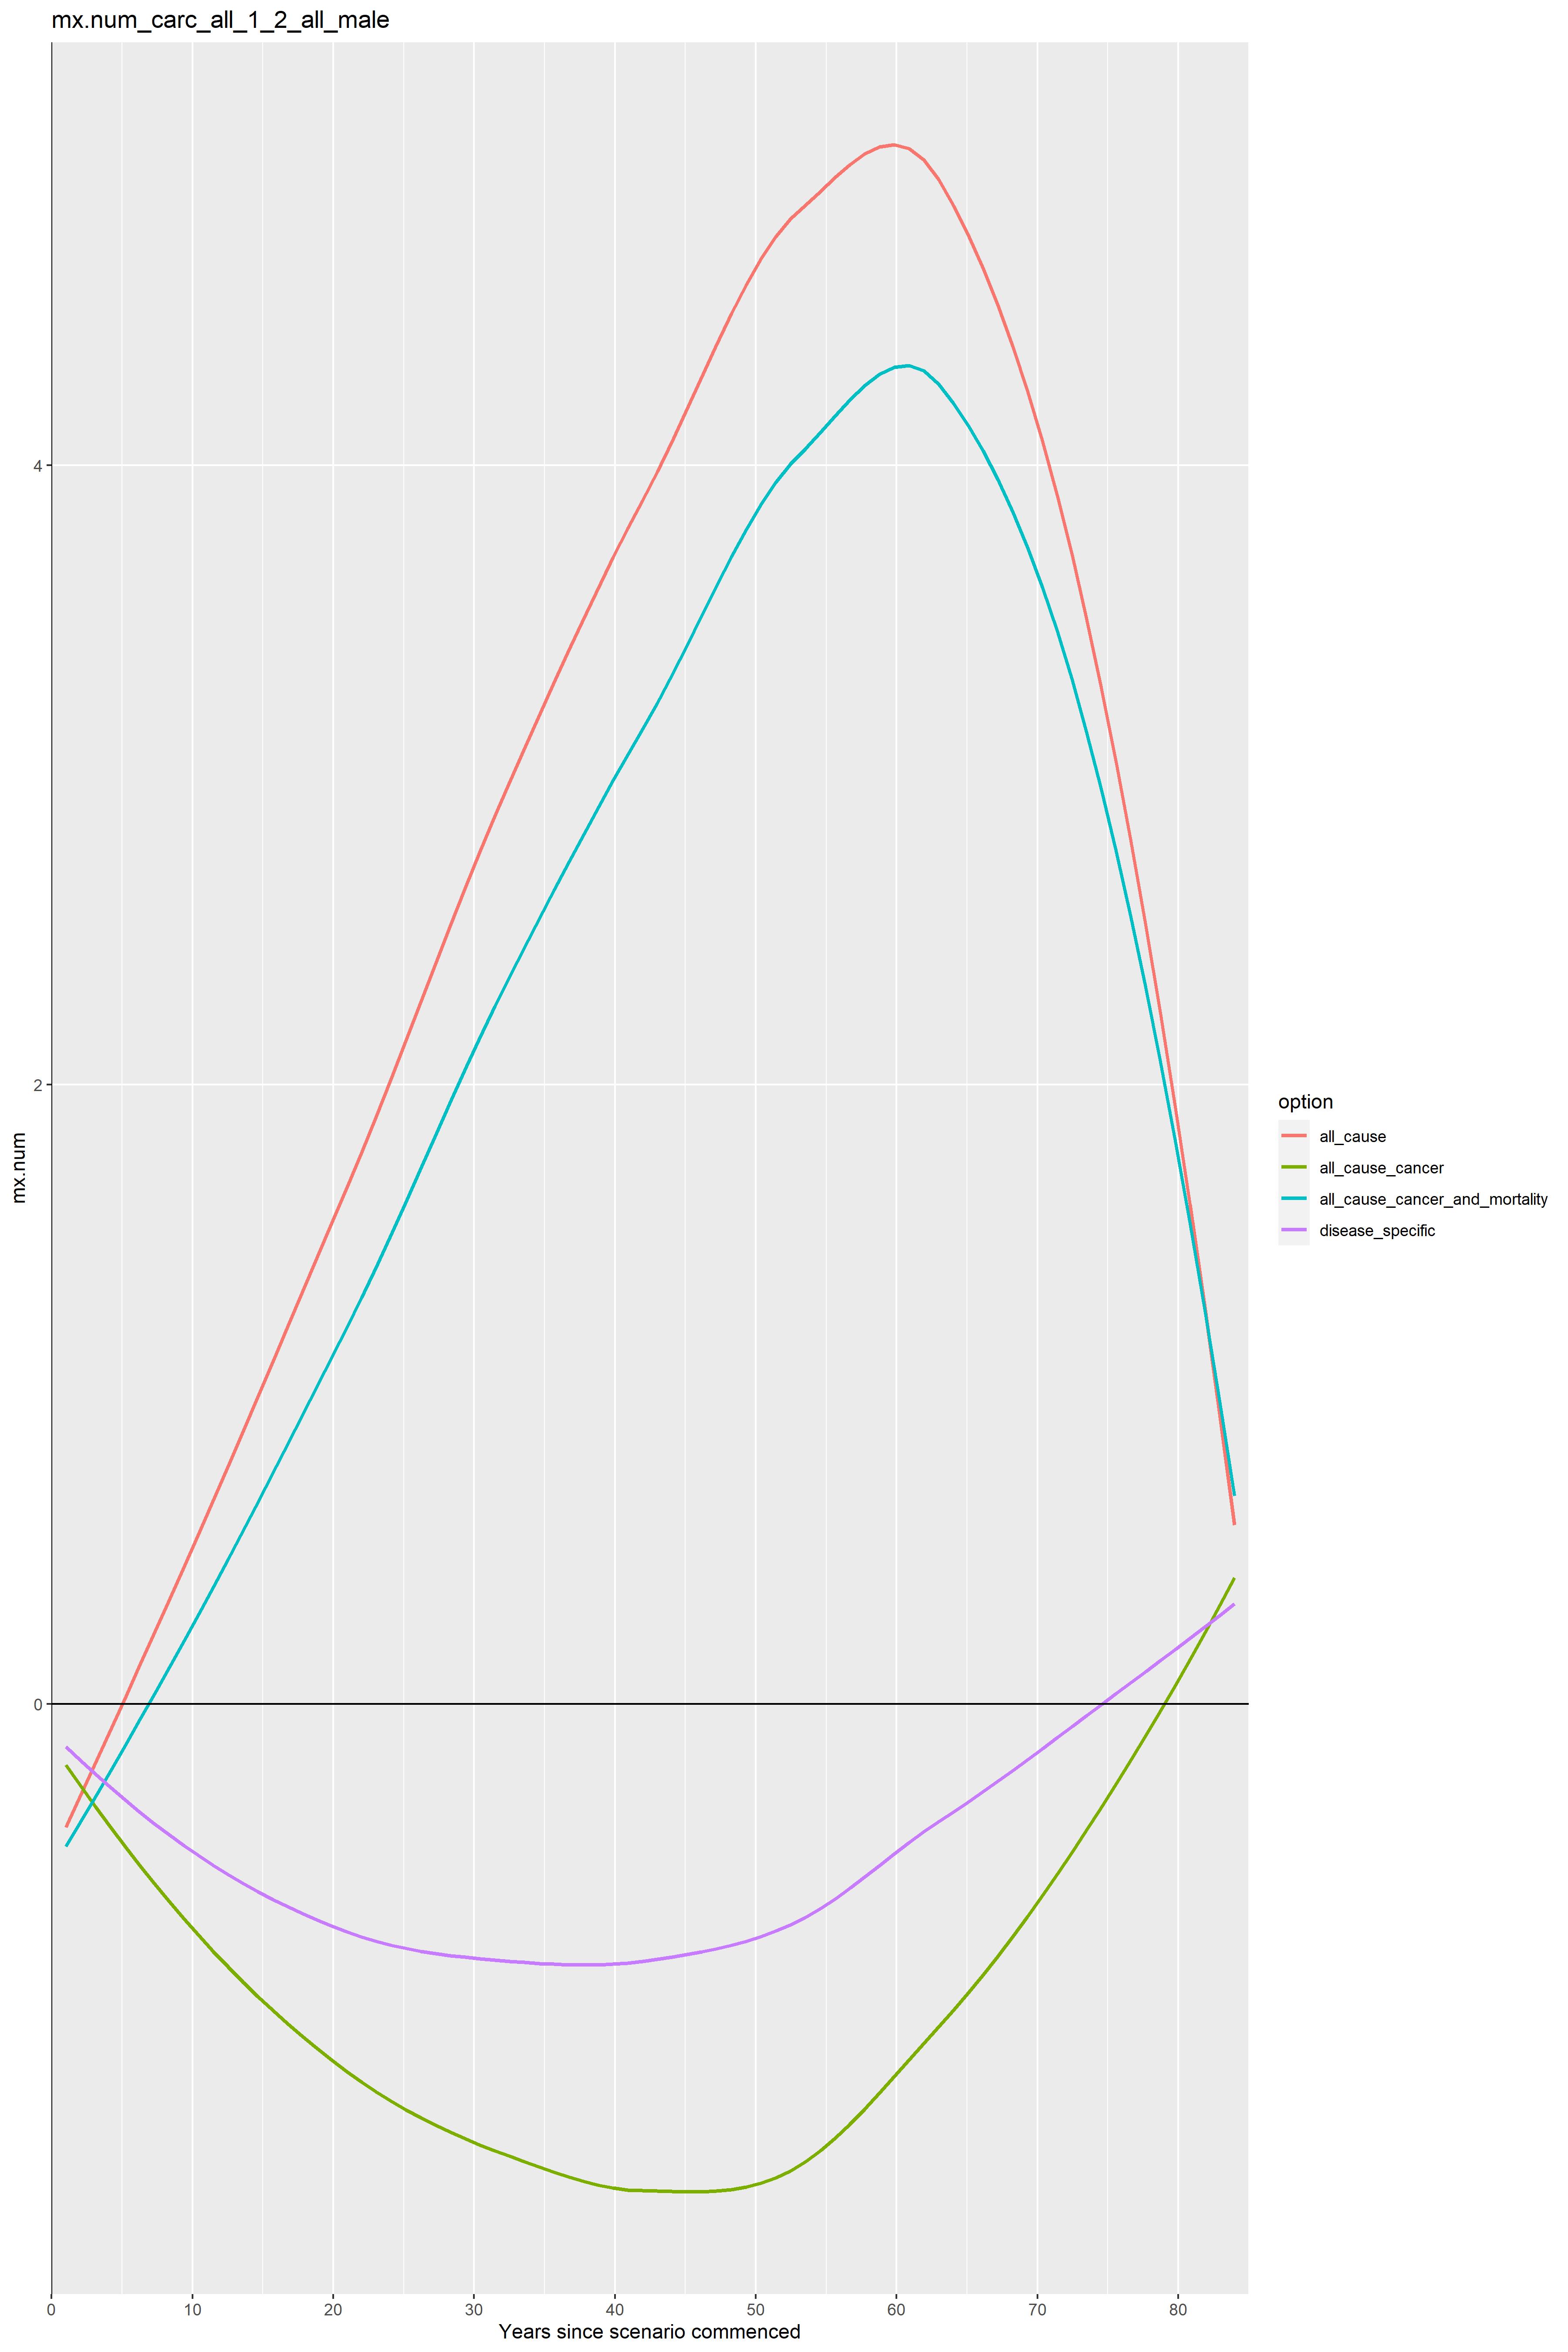 mx.num_carc_all_1_2_all_male
mx.num
4
2
0
0 10 20 30 40 50 60 70 80
Years since scenario commenced
option
all_cause
all_cause_cancer
all_cause_cancer_and_mortality
disease_specific